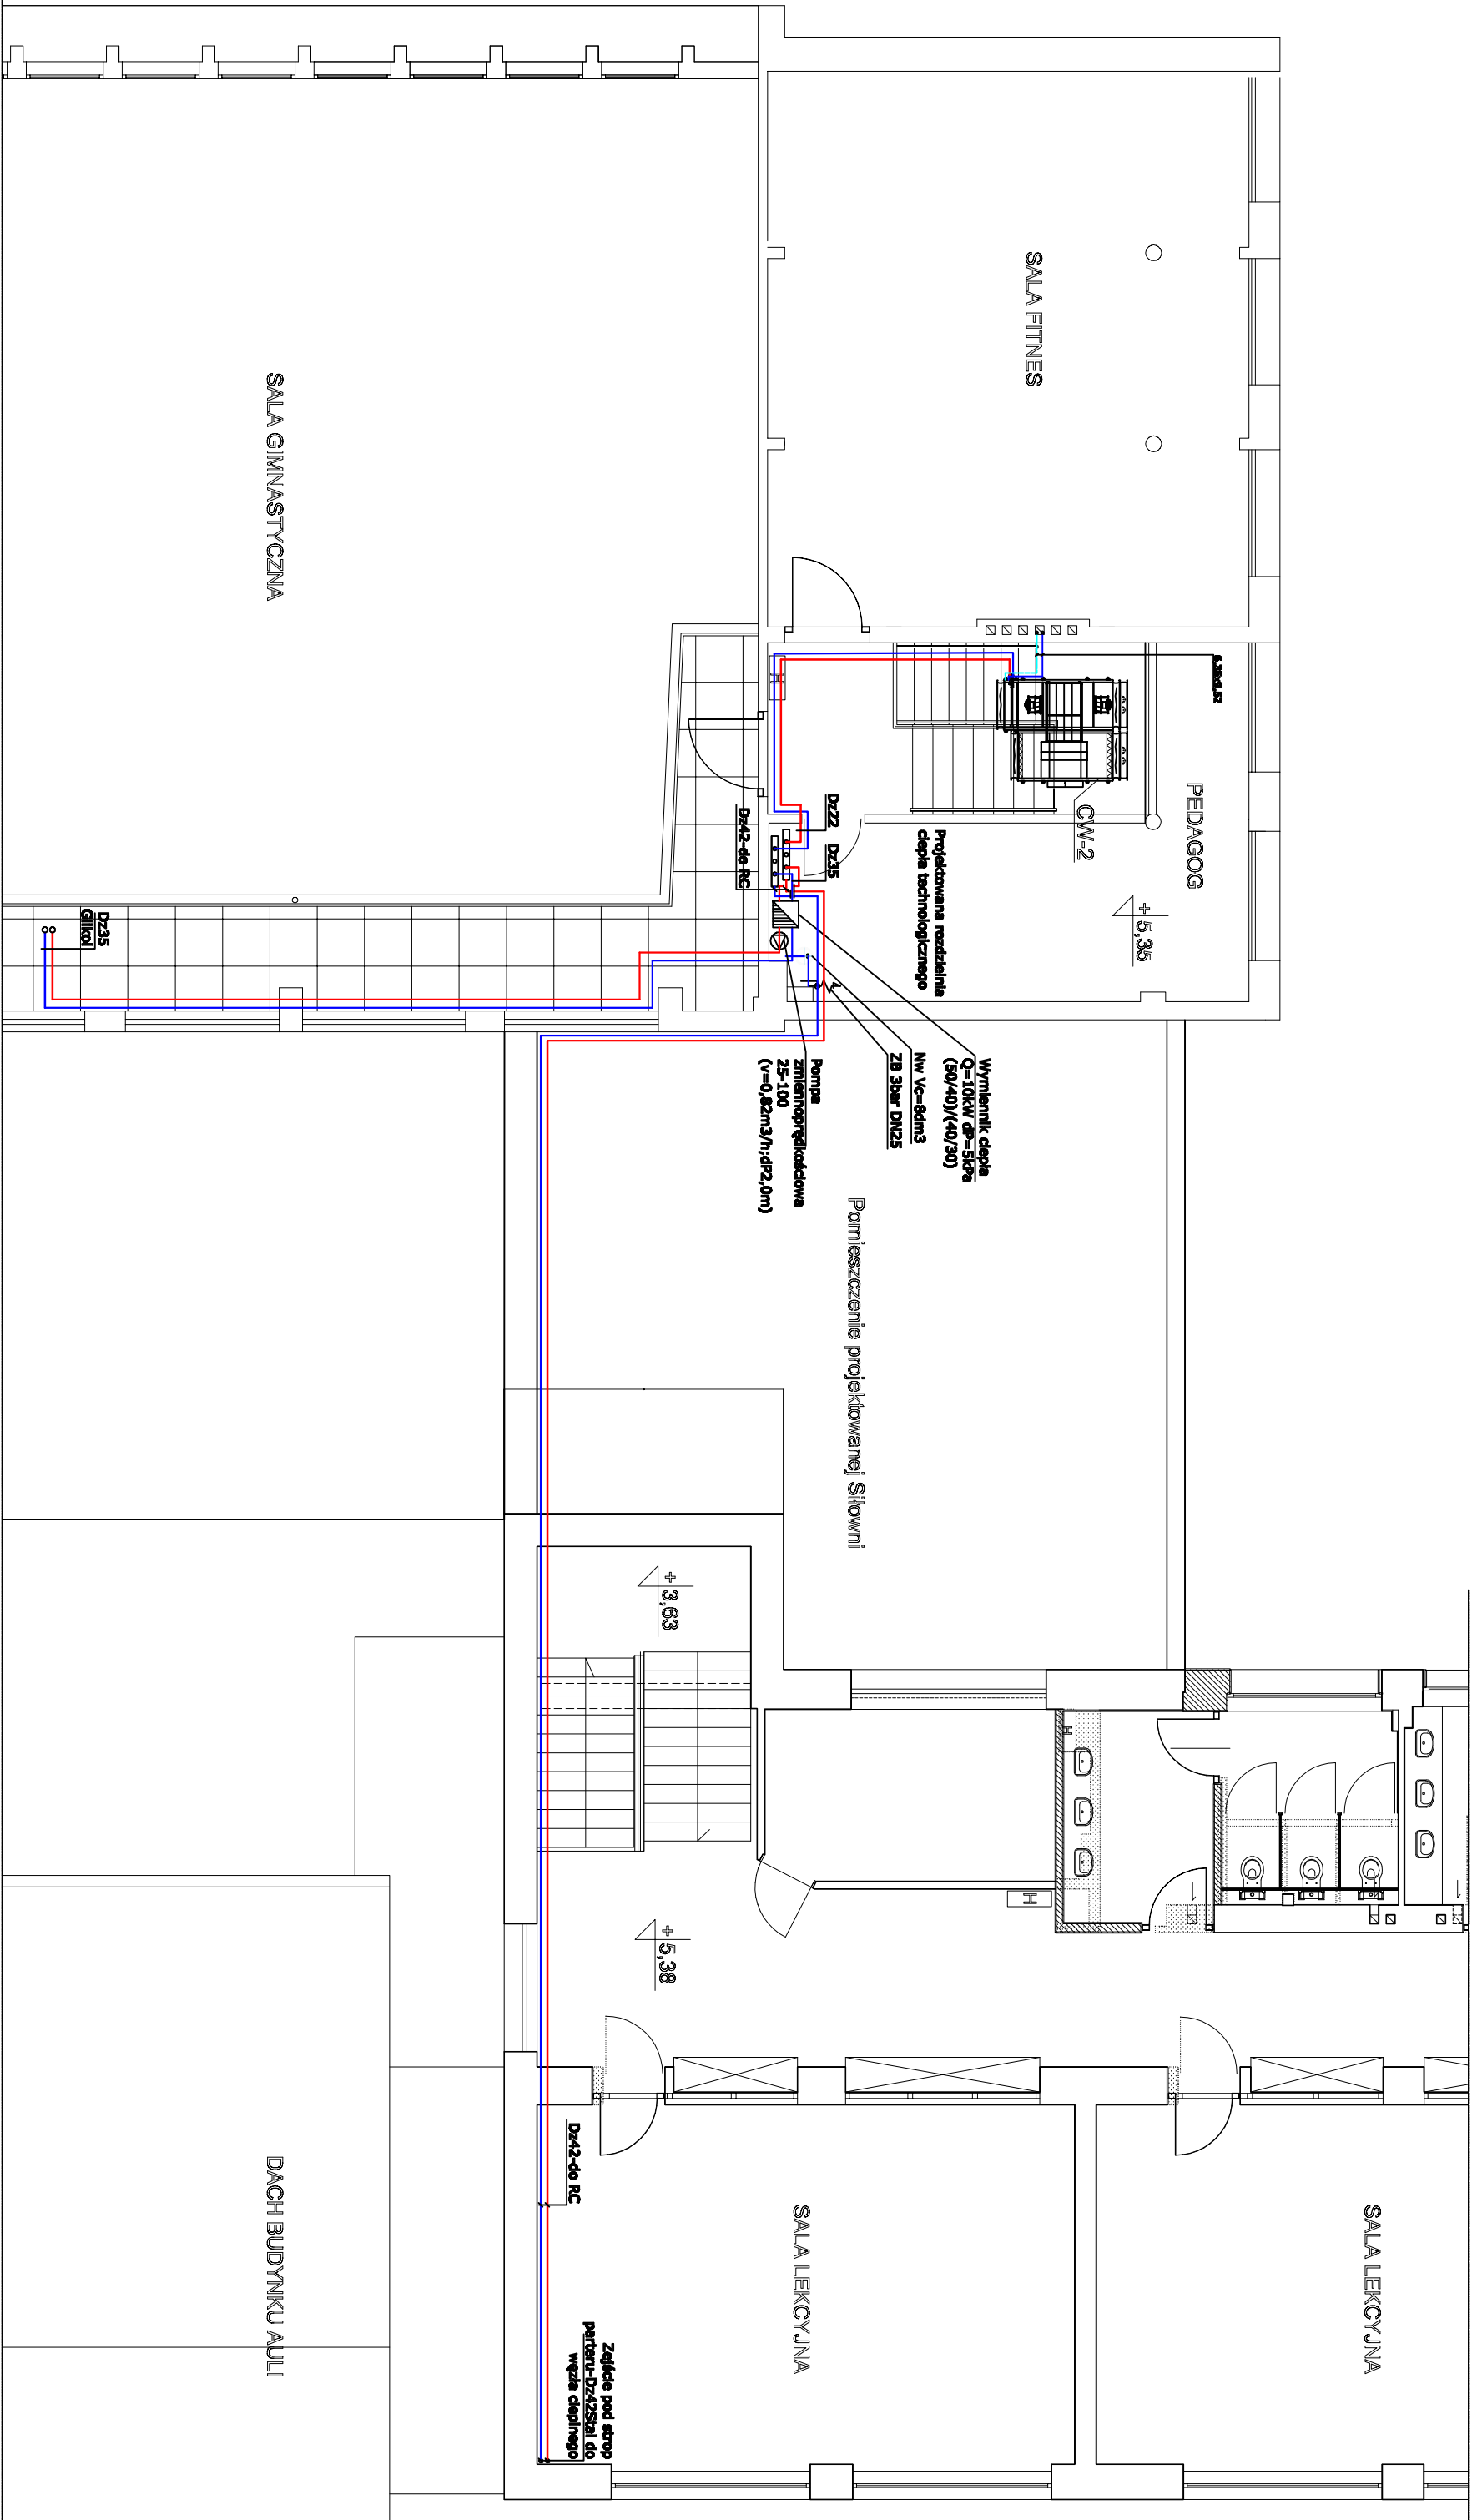 SALA FITNES
SALA GIMNASTYCZNA
6,35x9,52
PEDAGOG
CW-2
+ 5,35
Projektowana rozdzielnia
ciepła technologicznego
Dz22
Dz35
Dz42-do RC
H
Dz35
Glikol
Wymiennik ciepła
Q=10kW dP=5kPa
(50/40)/(40/30)
Nw Vc=8dm3
ZB 3bar DN25
Pompa
zmiennoprędkościowa
25-100
(V=0,82m3/h;dP2,0m)
Pomieszczenie projektowanej Siłowni
+ 3,63
H
H
+ 5,38
Dz42-do RC
SALA LEKCYJNA
SALA LEKCYJNA
DACH BUDYNKU AULI
Zejście pod strop
parteru-Dz42Stal do
węzła cieplnego